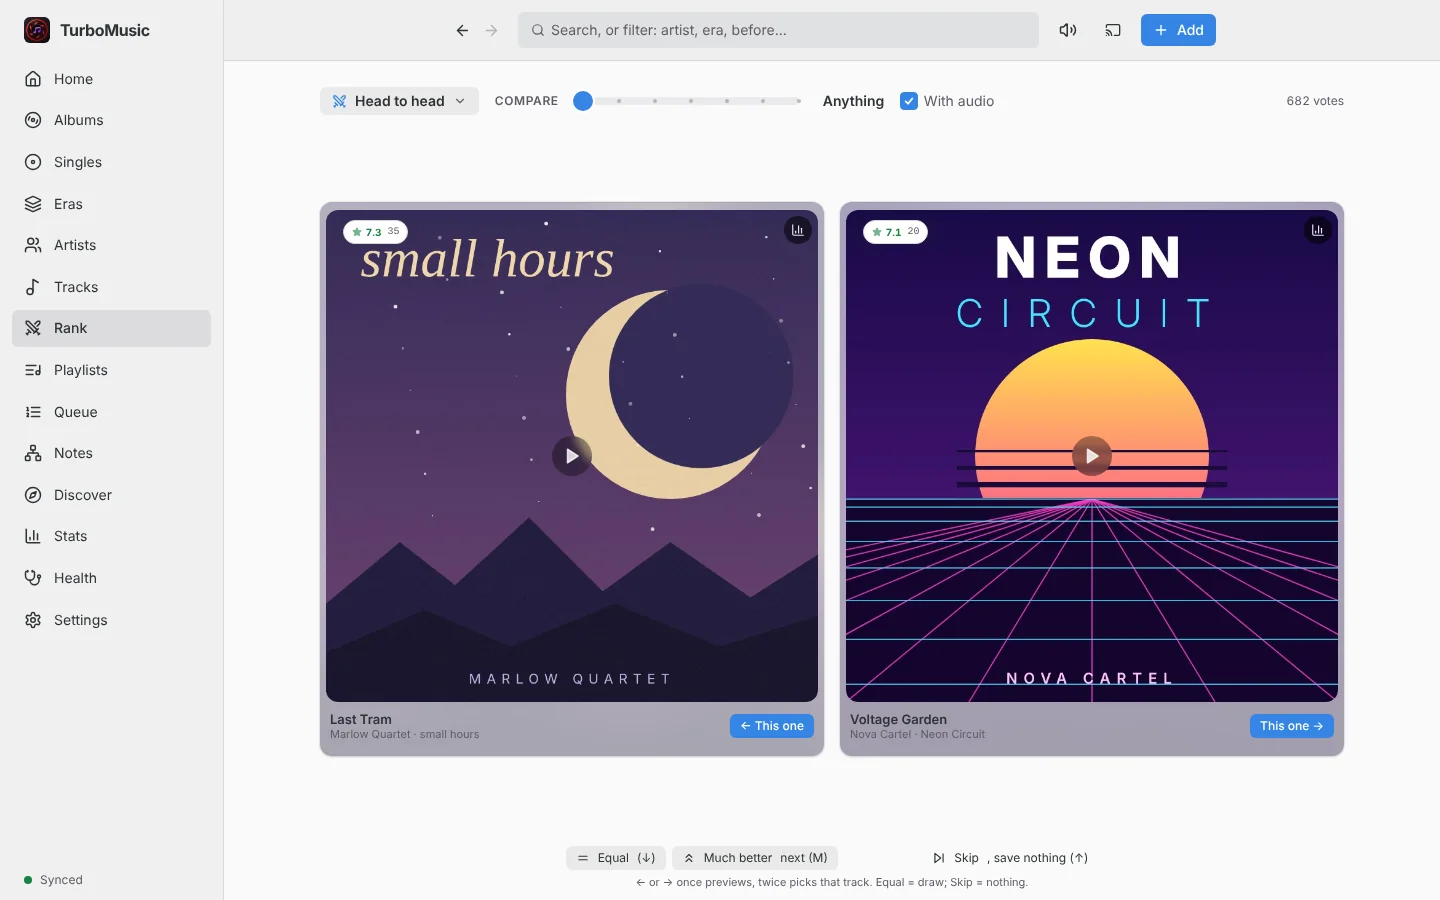 TurboMusic
Search, or filter: artist, era, before...
Add
Home
Albums
Singles
Eras
Artists
Tracks
Rank
Playlists
Queue
Notes
Discover
Stats
Health
Settings
Synced
Head to head
COMPARE
Anything
With audio
682 votes
7.3 35
small hours
MARLOW QUARTET
Last Tram
Marlow Quartet · small hours
← This one
7.1 20
NEON
CIRCUIT
NOVA CARTEL
Voltage Garden
Nova Cartel · Neon Circuit
This one →
Equal (↓)
Much better next (M)
Skip , save nothing (↑)
← or → once previews, twice picks that track. Equal = draw; Skip = nothing.